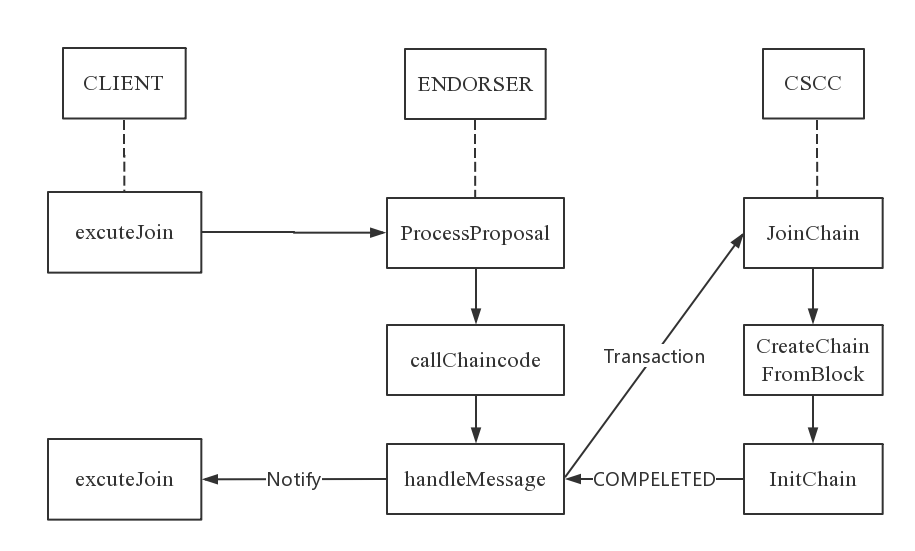 CLIENT
ENDORSER
CSCC
excuteJoin
ProcessProposal
JoinChain
callChaincode
Transaction
CreateChain
FromBlock
excuteJoin
Notify
handleMessage
COMPELETED
InitChain